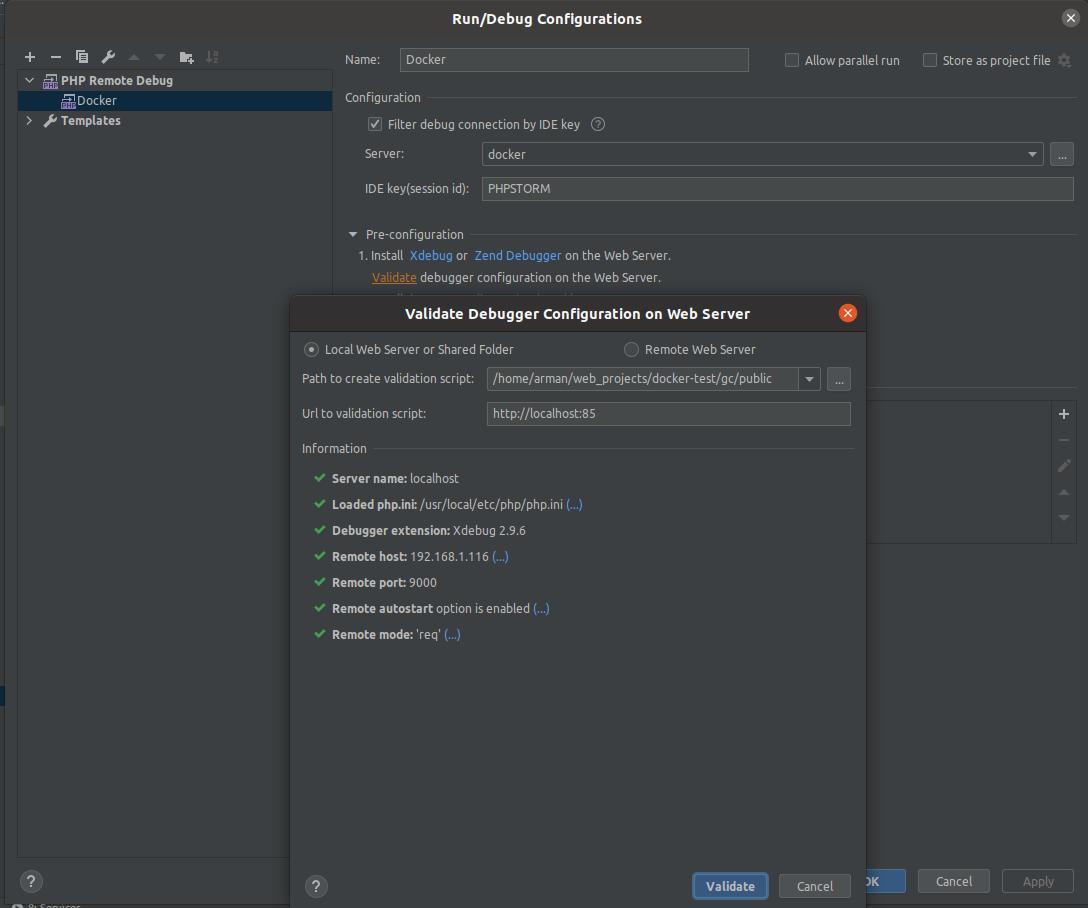 Run/Debug Configurations
PHP Remote Debug
Docker
Templates
Name: Docker
Allow parallel run
Store as project file
Configuration
Filter debug connection by IDE key
Server: docker ...
IDE key(session id): PHPSTORM
Pre-configuration
1. Install Xdebug or Zend Debugger on the Web Server.
Validate debugger configuration on the Web Server.
Validate Debugger Configuration on Web Server
Local Web Server or Shared Folder
Remote Web Server
Path to create validation script: /home/arman/web_projects/docker-test/gc/public ...
Url to validation script: http://localhost:85
Information
Server name: localhost
Loaded php.ini: /usr/local/etc/php/php.ini (...)
Debugger extension: Xdebug 2.9.6
Remote host: 192.168.1.116 (...)
Remote port: 9000
Remote autostart option is enabled (...)
Remote mode: 'req' (...)
? ? Validate Cancel
OK Cancel Apply